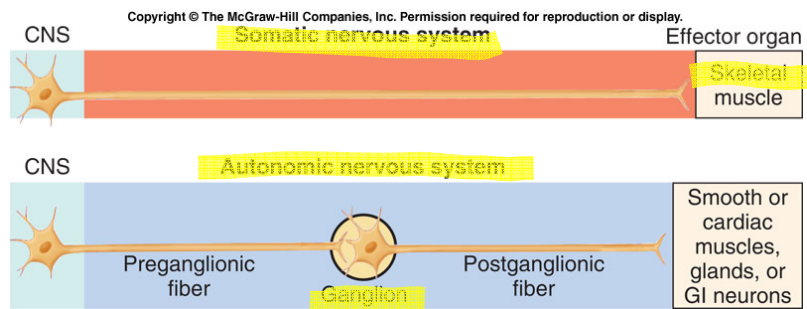 Copyright © The McGraw-Hill Companies, Inc. Permission required for reproduction or display.
CNS
Somatic nervous system
Effector organ
Skeletal
muscle
CNS
Autonomic nervous system
Preganglionic
fiber
Ganglion
Postganglionic
fiber
Smooth or
cardiac
muscles,
glands, or
GI neurons